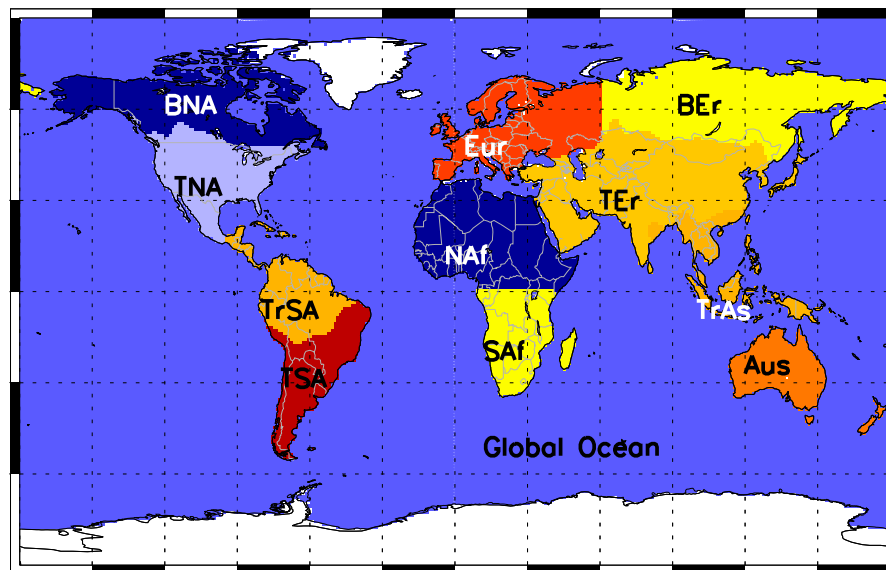 BNA
BEr
Eur
TNA
TEr
NAf
TrSA
TrAs
SAf
Aus
TSA
Global Ocean